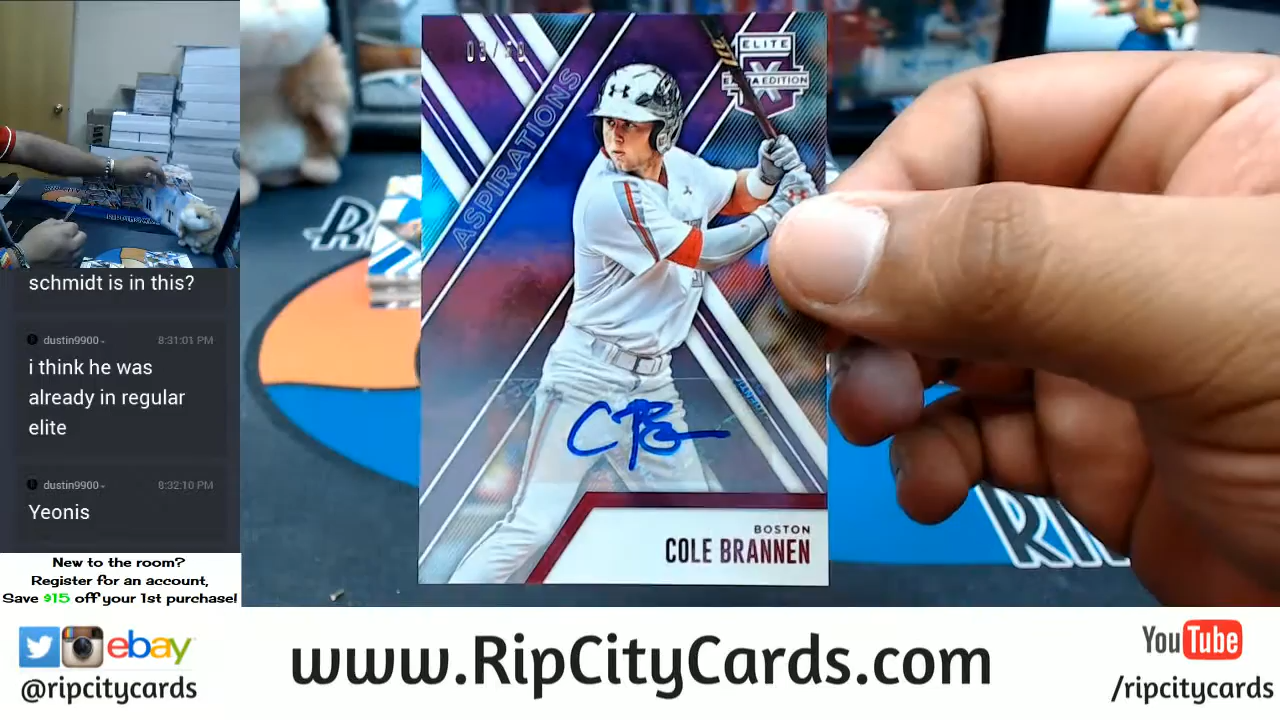 schmidt is in this?
dustin9900
8:31:01 PM
i think he was
already in regular
elite
dustin9900
8:32:10 PM
Yeonis
New to the room?
Register for an account,
Save $15 off your 1st purchase!
ELITE
EXTRA EDITION
ASPIRATIONS
BOSTON
COLE BRANNEN
ebay
@ripcitycards
www.RipCityCards.com
YouTube
/ripcitycards